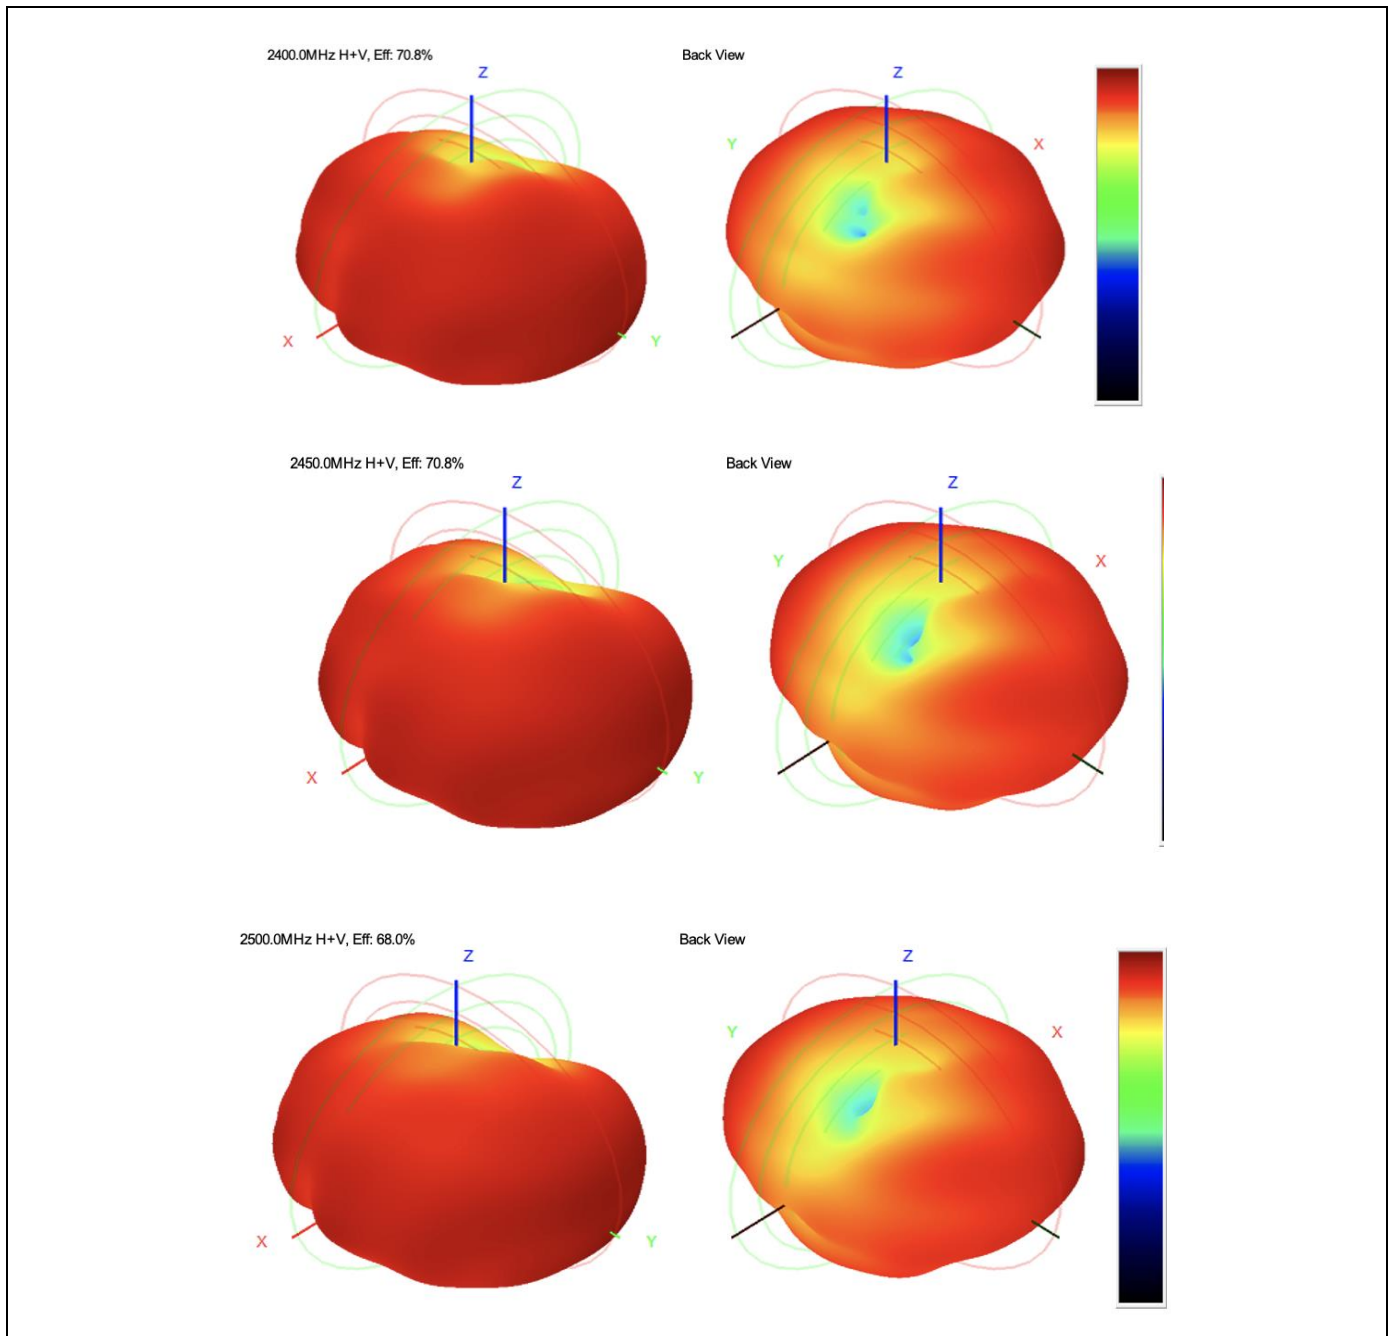 2400.0MHz H+V, Eff: 70.8%
Back View
Z
Z
Y
X
X
Y
2450.0MHz H+V, Eff: 70.8%
Back View
Z
Z
Y
X
X
Y
2500.0MHz H+V, Eff: 68.0%
Back View
Z
Z
Y
X
X
Y